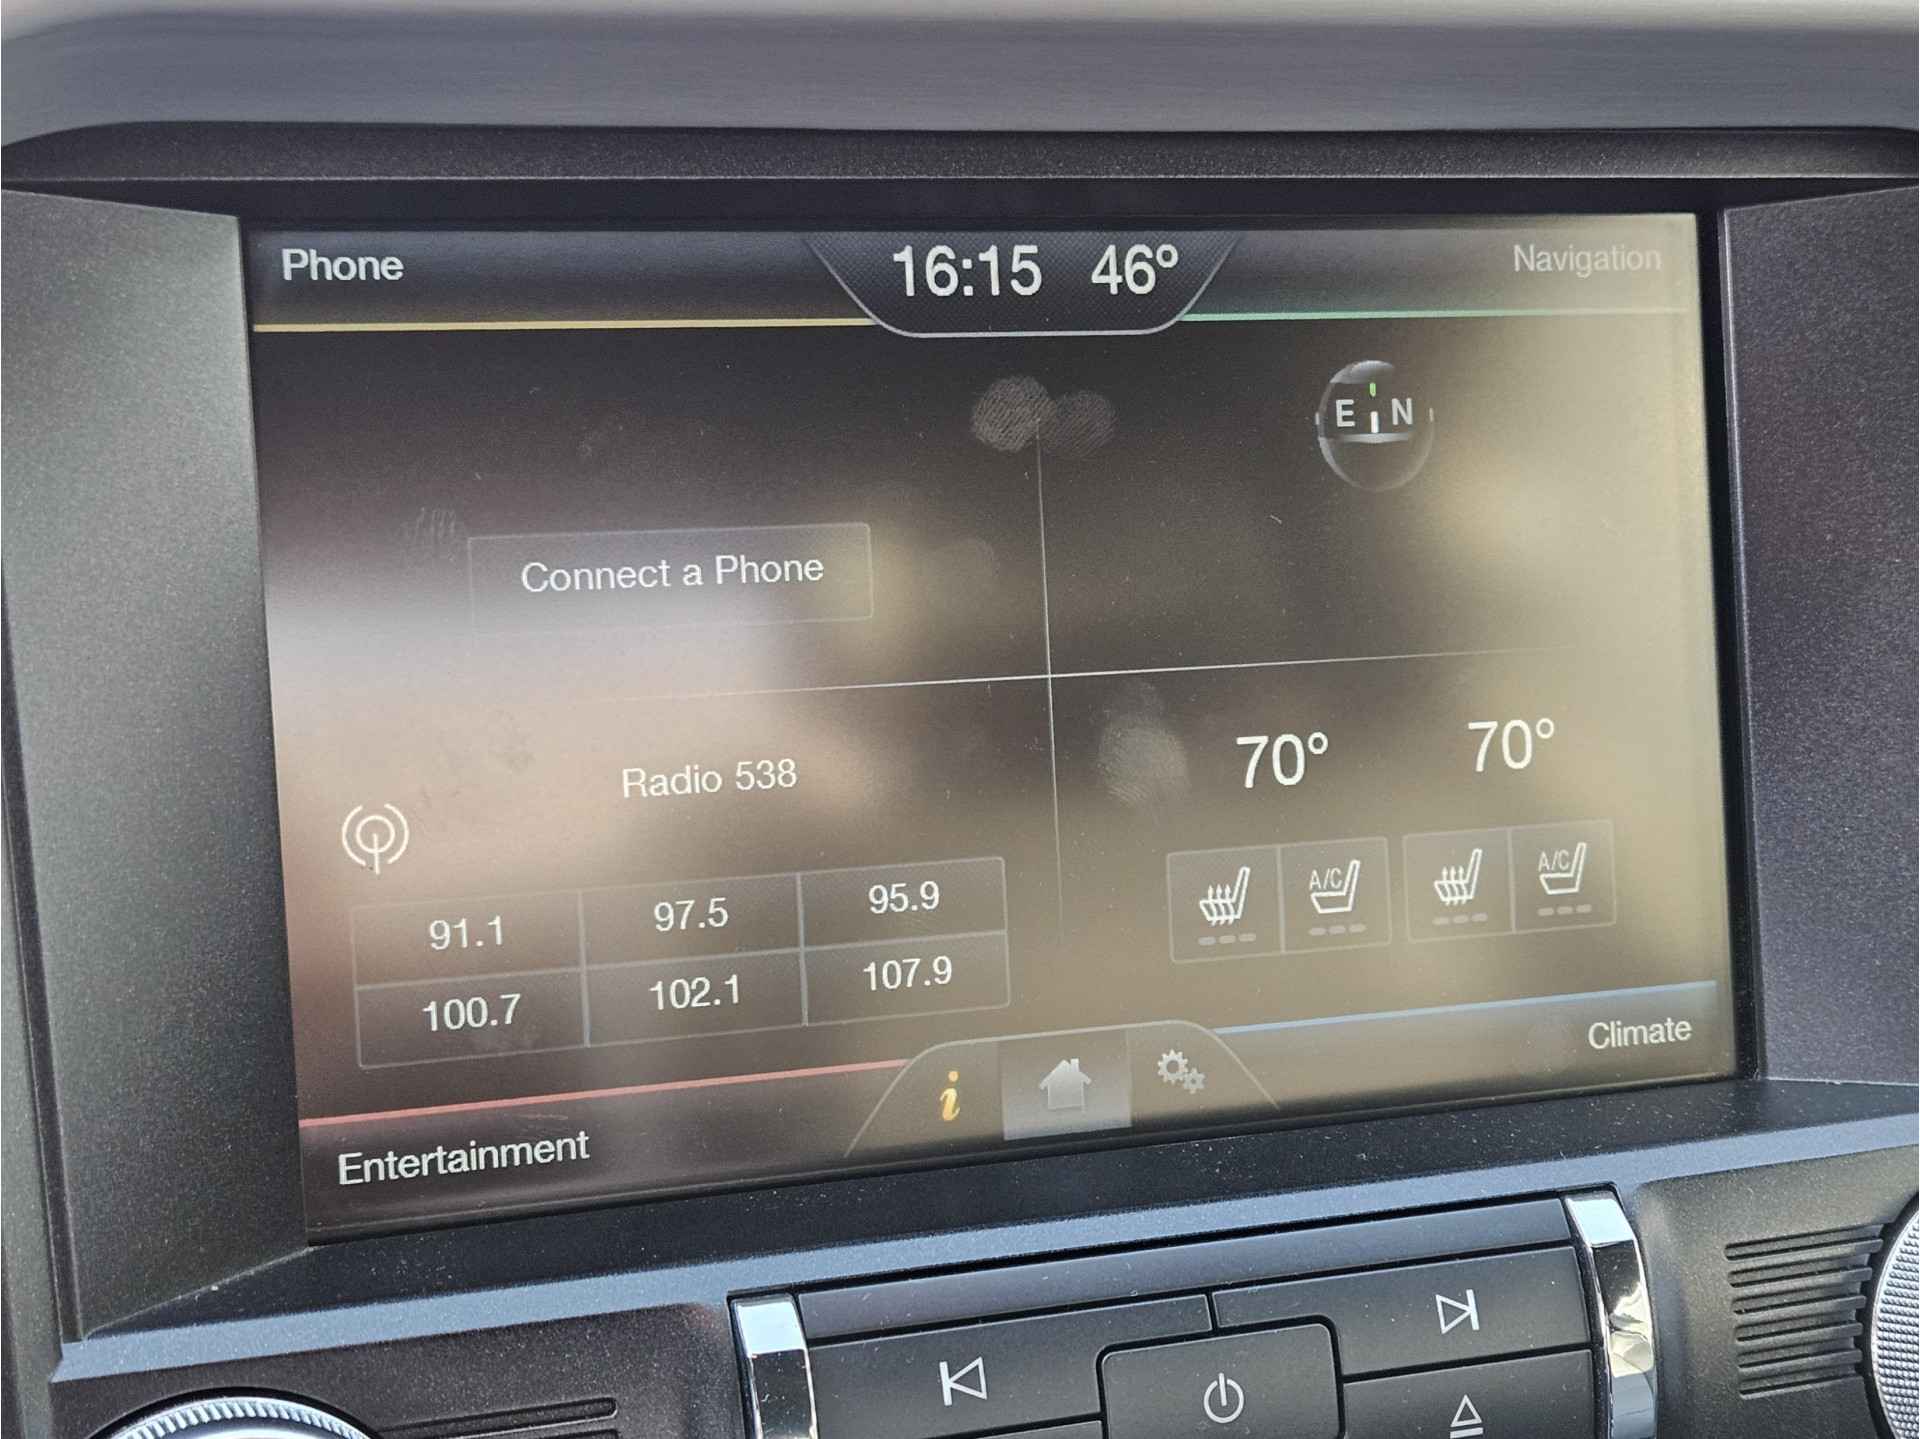 Phone
16:15 46°
Navigation
E N
Connect a Phone
Radio 538
70° 70°
91.1 97.5 95.9
100.7 102.1 107.9
A/C A/C
i
Climate
Entertainment